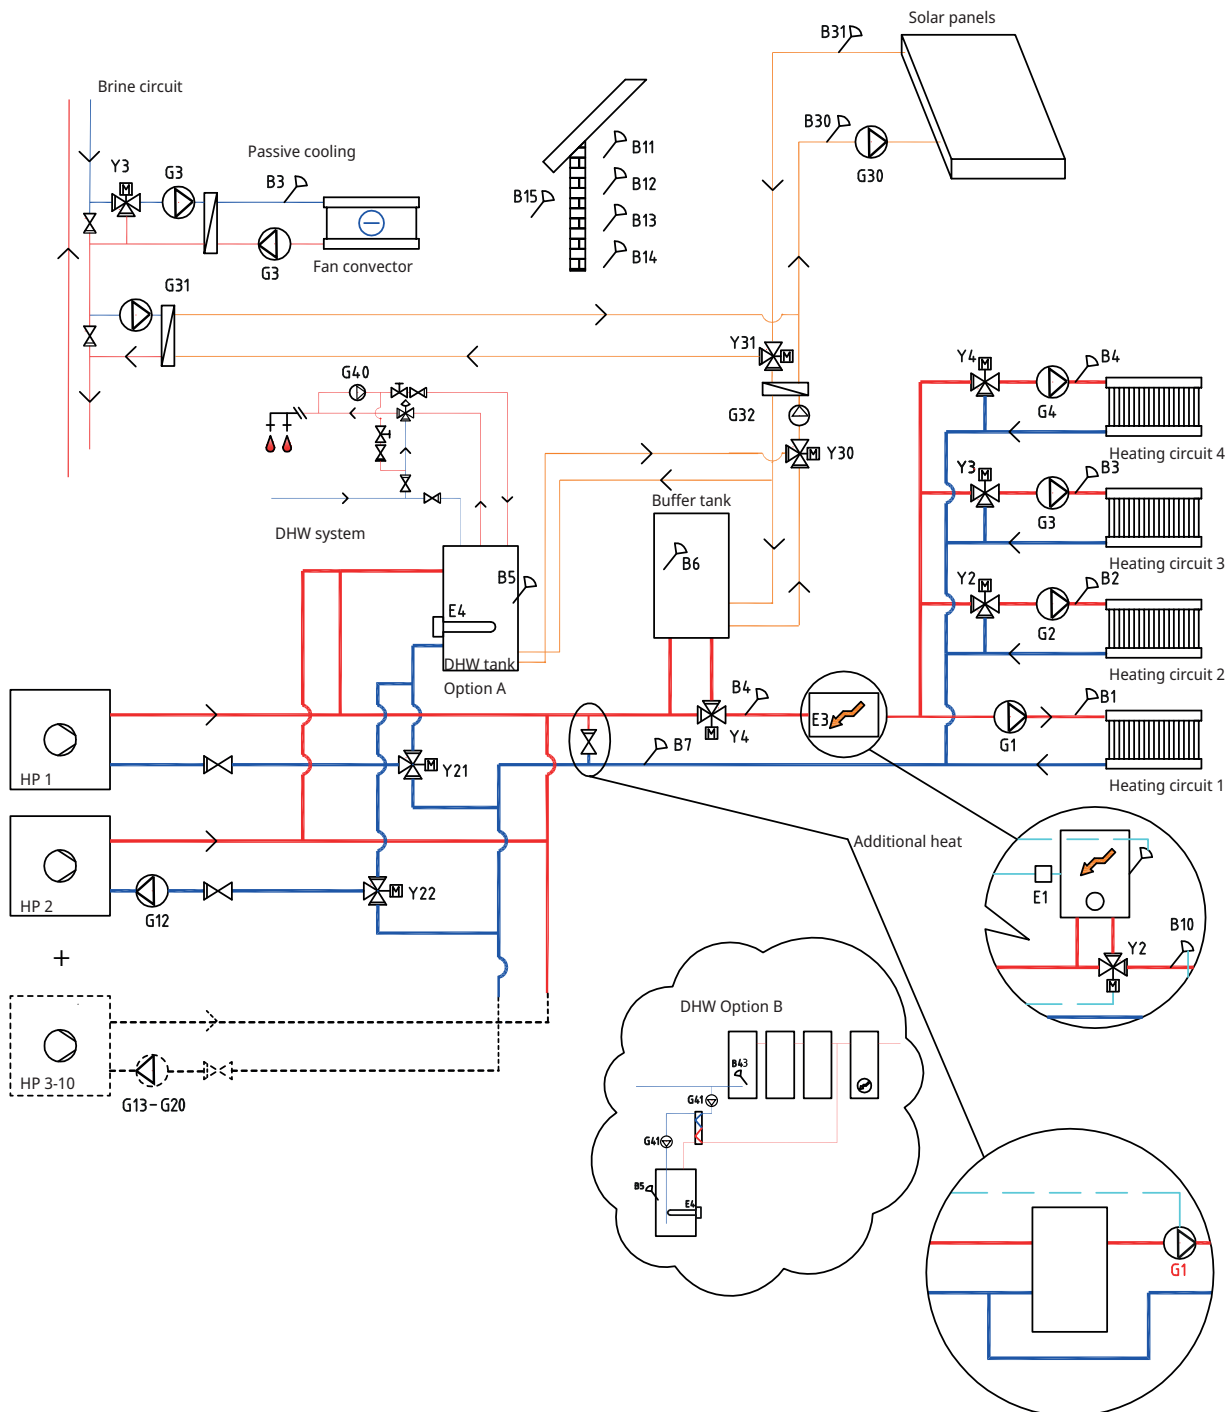 Solar panels
B31
Brine circuit
B30
G30
Passive cooling
Y3
G3
B3
B11
B12
B15
B13
B14
G3
Fan convector
G31
Y31
G40
G32
Y30
Y4
B4
G4
Heating circuit 4
Y3
B3
G3
Heating circuit 3
Y2
B2
G2
Heating circuit 2
B1
G1
Heating circuit 1
Buffer tank
B6
DHW system
B5
E4
DHW tank
Option A
B4
E3
Y4
B7
HP 1
Y21
HP 2
G12
Y22
+
HP 3-10
G13-G20
Additional heat
E1
B10
Y2
DHW Option B
B43
G41
G41
B5
E4
G1
M
M
M
M
M
M
M
M
M
M